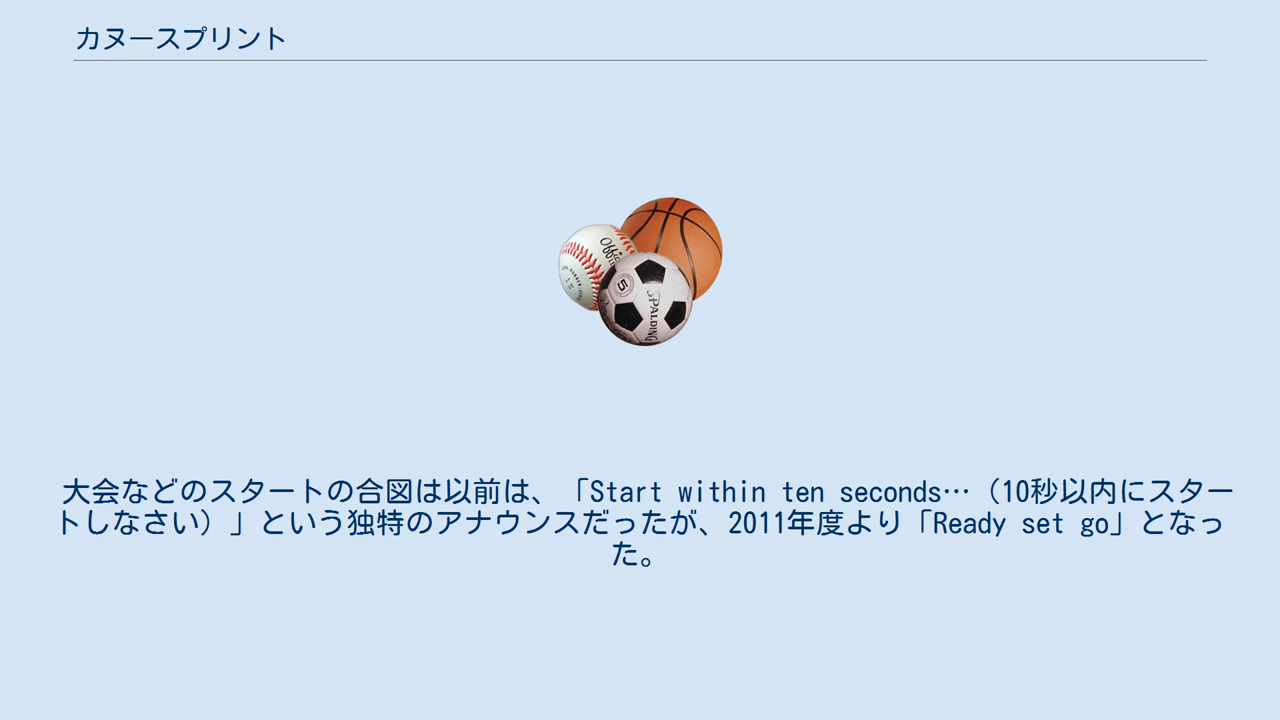 カヌースプリント
Offic
5
SPALDING
大会などのスタートの合図は以前は、「Start within ten seconds…（10秒以内にスター
トしなさい）」という独特のアナウンスだったが、2011年度より「Ready set go」となっ
た。